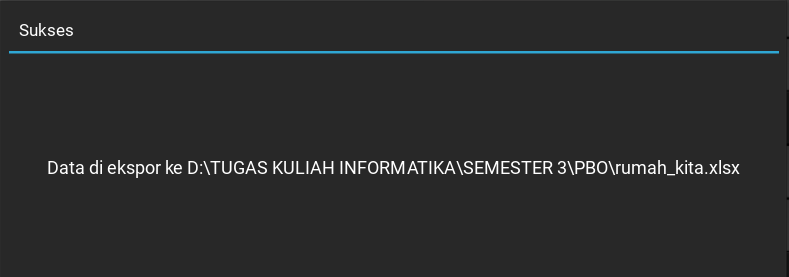 Sukses
Data di ekspor ke D:\TUGAS KULIAH INFORMATIKA\SEMESTER 3\PBO\rumah_kita.xlsx